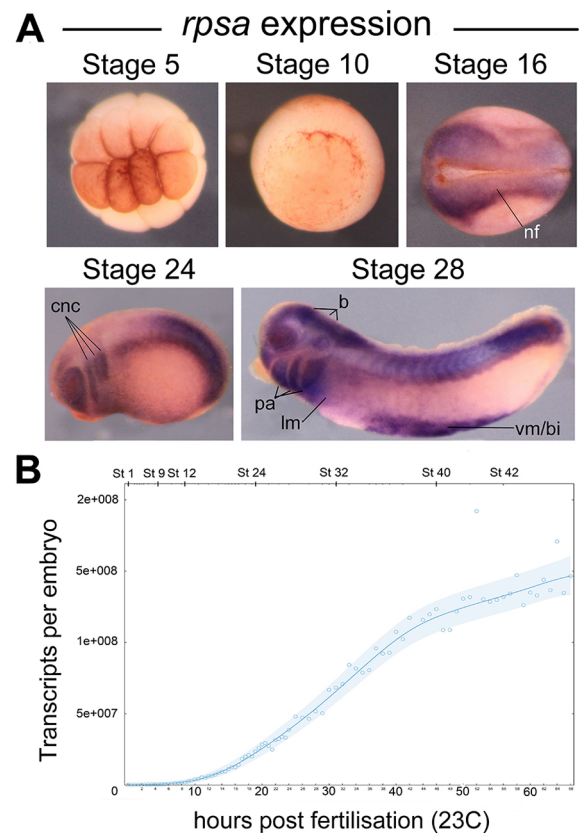 A
rpsa expression
Stage 5
Stage 10
Stage 16
nf
Stage 24
Stage 28
cnc
b
pa
lm
vm/bi
B
St 1 St 9 St 12 St 24 St 32 St 40 St 42
2e+008
5e+008
1e+008
5e+007
0
10 20 30 40 50 60
Transcripts per embryo
hours post fertilisation (23C)